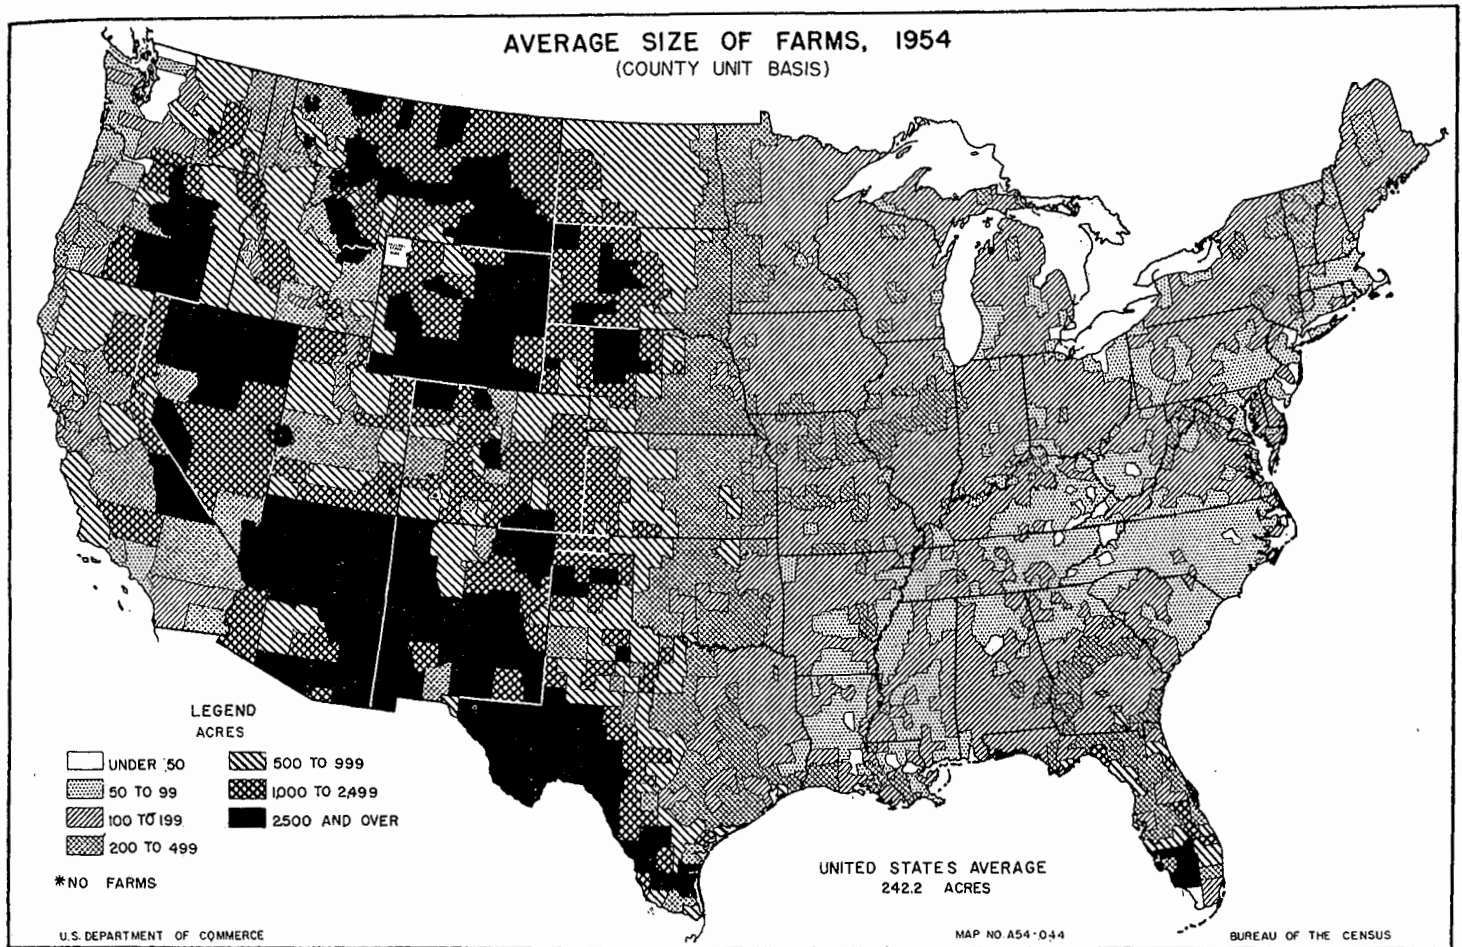 AVERAGE SIZE OF FARMS, 1954
(COUNTY UNIT BASIS)
LEGEND
ACRES
UNDER 50
50 TO 99
100 TO 199
200 TO 499
500 TO 999
1,000 TO 2,499
2500 AND OVER
*NO FARMS
UNITED STATES AVERAGE
242.2 ACRES
U.S. DEPARTMENT OF COMMERCE
MAP NO. A54-044
BUREAU OF THE CENSUS